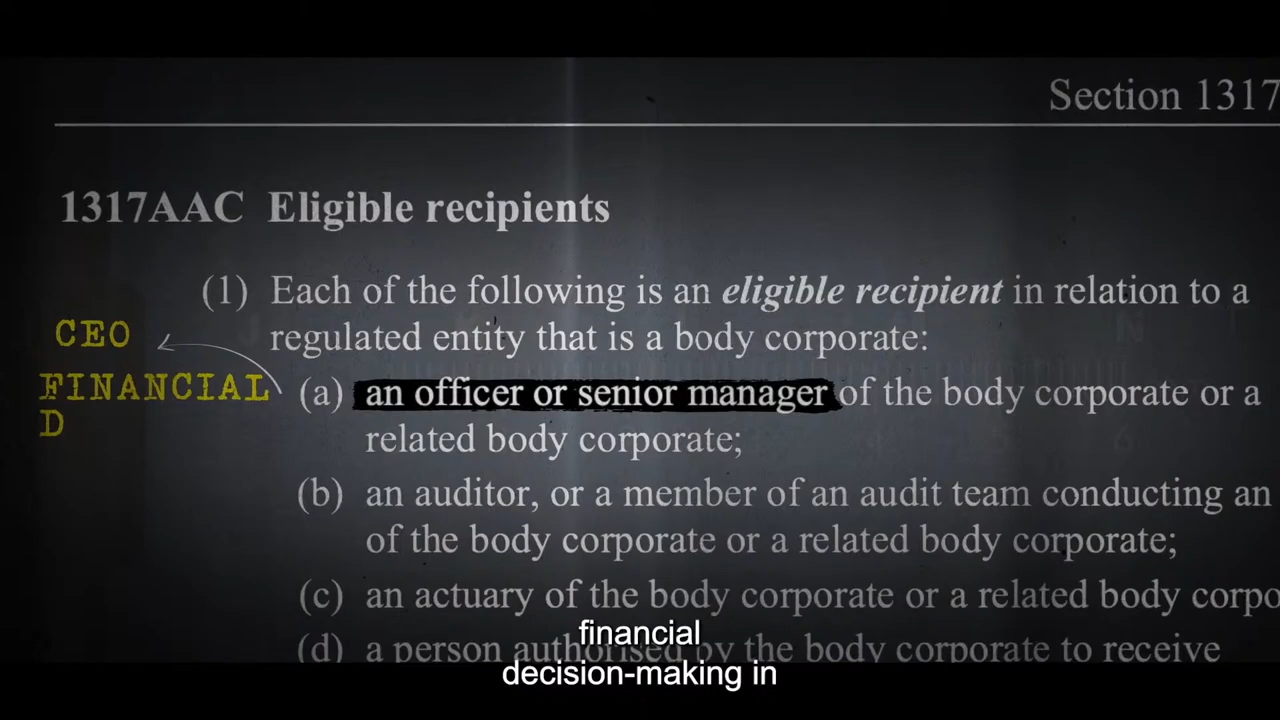 Section 1317
1317AAC Eligible recipients
(1) Each of the following is an eligible recipient in relation to a
regulated entity that is a body corporate:
CEO
FINANCIAL
D
(a) an officer or senior manager of the body corporate or a
related body corporate;
(b) an auditor, or a member of an audit team conducting an
of the body corporate or a related body corporate;
(c) an actuary of the body corporate or a related body corpo
(d) a person authorised by the body corporate to receive
financial
decision-making in